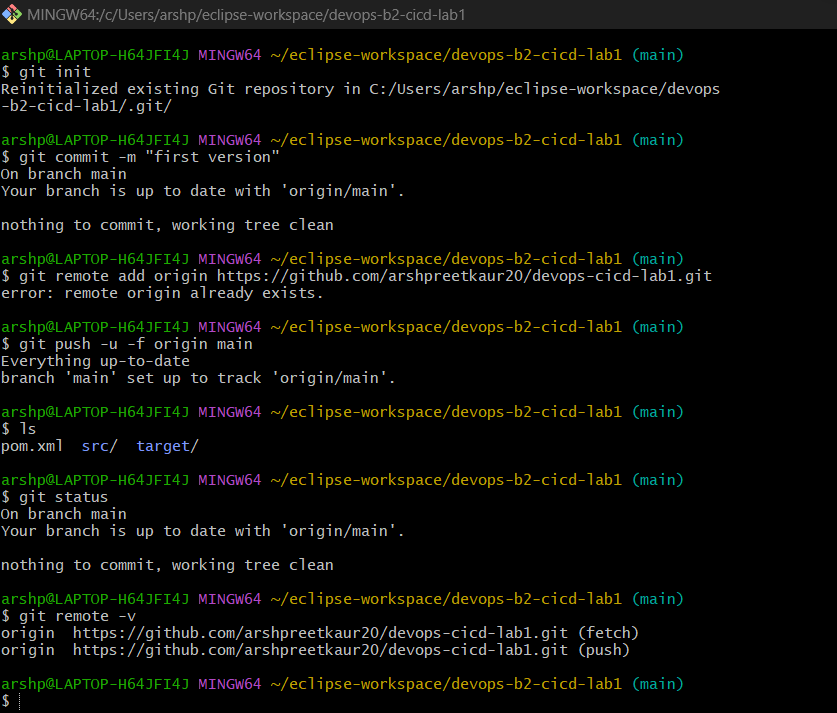 MINGW64:/c/Users/arshp/eclipse-workspace/devops-b2-cicd-lab1
arshp@LAPTOP-H64JFI4J MINGW64 ~/eclipse-workspace/devops-b2-cicd-lab1 (main)
$ git init
Reinitialized existing Git repository in C:/Users/arshp/eclipse-workspace/devops
-b2-cicd-lab1/.git/
arshp@LAPTOP-H64JFI4J MINGW64 ~/eclipse-workspace/devops-b2-cicd-lab1 (main)
$ git commit -m "first version"
On branch main
Your branch is up to date with 'origin/main'.
nothing to commit, working tree clean
arshp@LAPTOP-H64JFI4J MINGW64 ~/eclipse-workspace/devops-b2-cicd-lab1 (main)
$ git remote add origin https://github.com/arshpreetkaur20/devops-cicd-lab1.git
error: remote origin already exists.
arshp@LAPTOP-H64JFI4J MINGW64 ~/eclipse-workspace/devops-b2-cicd-lab1 (main)
$ git push -u -f origin main
Everything up-to-date
branch 'main' set up to track 'origin/main'.
arshp@LAPTOP-H64JFI4J MINGW64 ~/eclipse-workspace/devops-b2-cicd-lab1 (main)
$ ls
pom.xml  src/  target/
arshp@LAPTOP-H64JFI4J MINGW64 ~/eclipse-workspace/devops-b2-cicd-lab1 (main)
$ git status
On branch main
Your branch is up to date with 'origin/main'.
nothing to commit, working tree clean
arshp@LAPTOP-H64JFI4J MINGW64 ~/eclipse-workspace/devops-b2-cicd-lab1 (main)
$ git remote -v
origin  https://github.com/arshpreetkaur20/devops-cicd-lab1.git (fetch)
origin  https://github.com/arshpreetkaur20/devops-cicd-lab1.git (push)
arshp@LAPTOP-H64JFI4J MINGW64 ~/eclipse-workspace/devops-b2-cicd-lab1 (main)
$